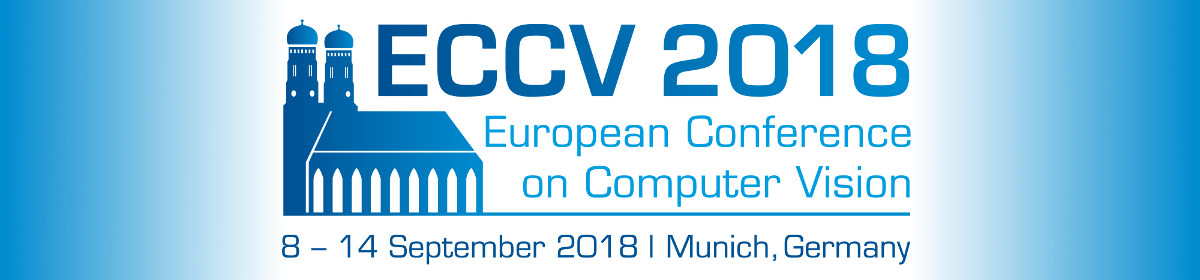 ECCV 2018
European Conference
on Computer Vision
8 – 14 September 2018 | Munich, Germany